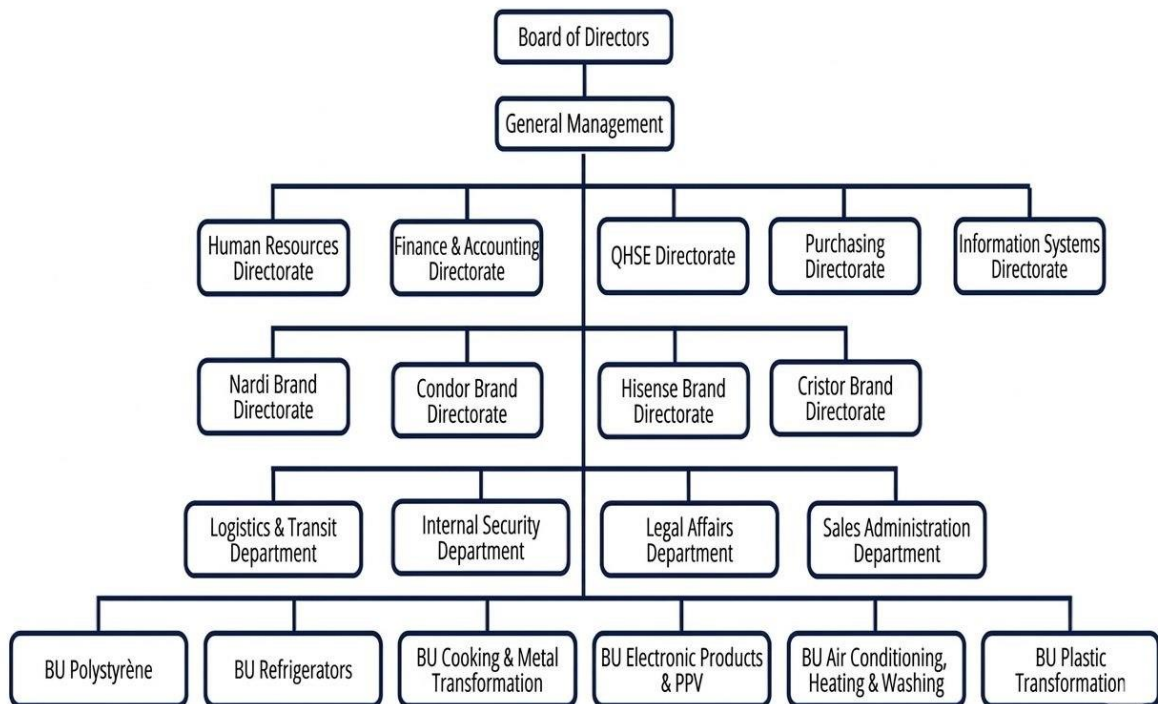 Board of Directors
General Management
Human Resources
Directorate
Finance & Accounting
Directorate
QHSE Directorate
Purchasing
Directorate
Information Systems
Directorate
Nardi Brand
Directorate
Condor Brand
Directorate
Hisense Brand
Directorate
Cristor Brand
Directorate
Logistics & Transit
Department
Internal Security
Department
Legal Affairs
Department
Sales Administration
Department
BU Polystyrène
BU Refrigerators
BU Cooking & Metal
Transformation
BU Electronic Products
& PPV
BU Air Conditioning,
Heating & Washing
BU Plastic
Transformation